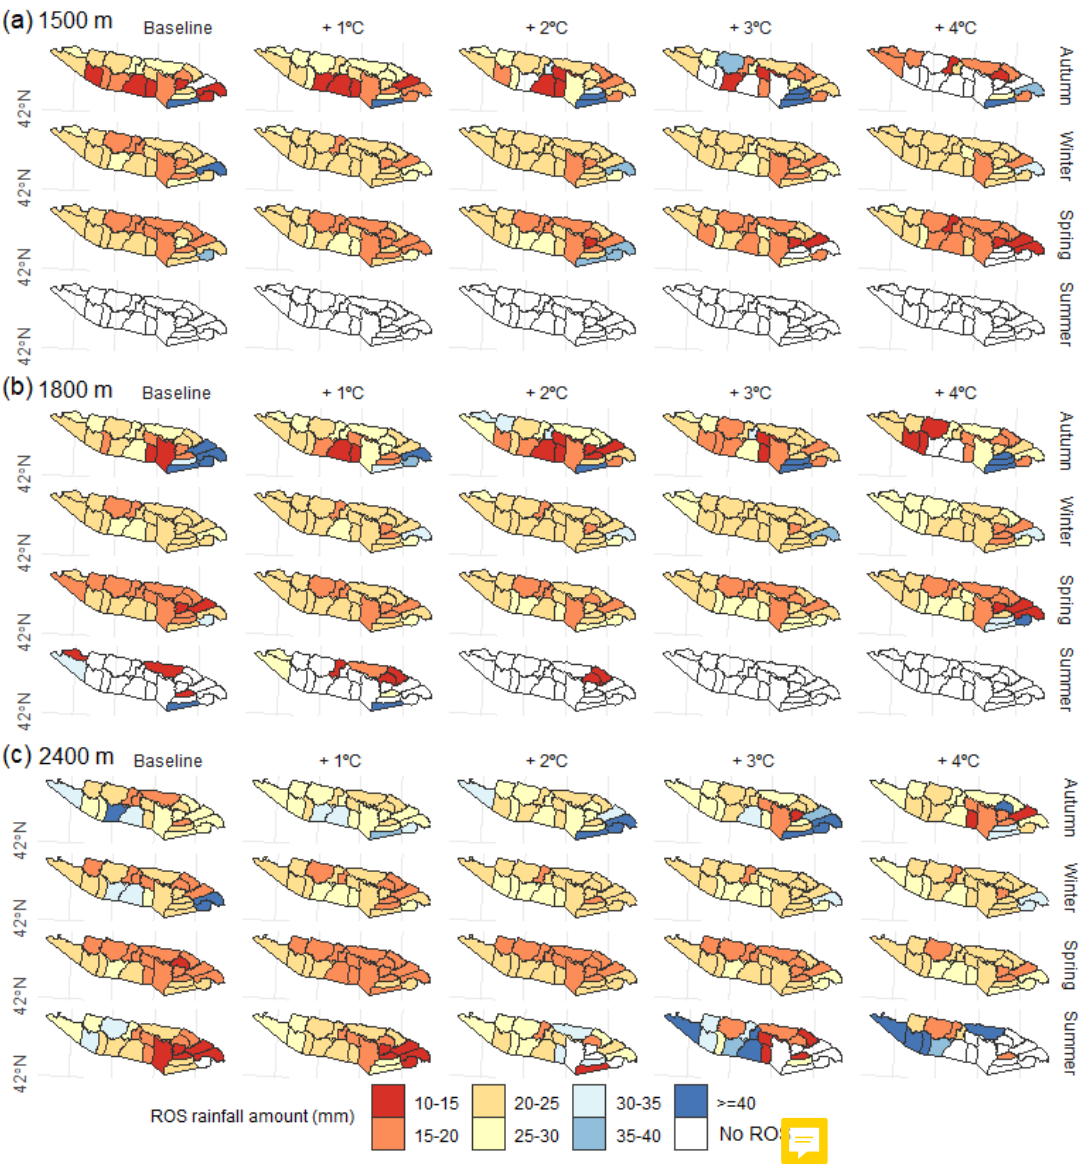 (a) 1500 m
Baseline + 1ºC + 2ºC + 3ºC + 4ºC
42°N Autumn
42°N Winter
42°N Spring
42°N Summer
(b) 1800 m
Baseline + 1ºC + 2ºC + 3ºC + 4ºC
42°N Autumn
42°N Winter
42°N Spring
42°N Summer
(c) 2400 m
Baseline + 1ºC + 2ºC + 3ºC + 4ºC
42°N Autumn
42°N Winter
42°N Spring
42°N Summer
ROS rainfall amount (mm)
10-15 20-25 30-35 >=40
15-20 25-30 35-40 No ROS